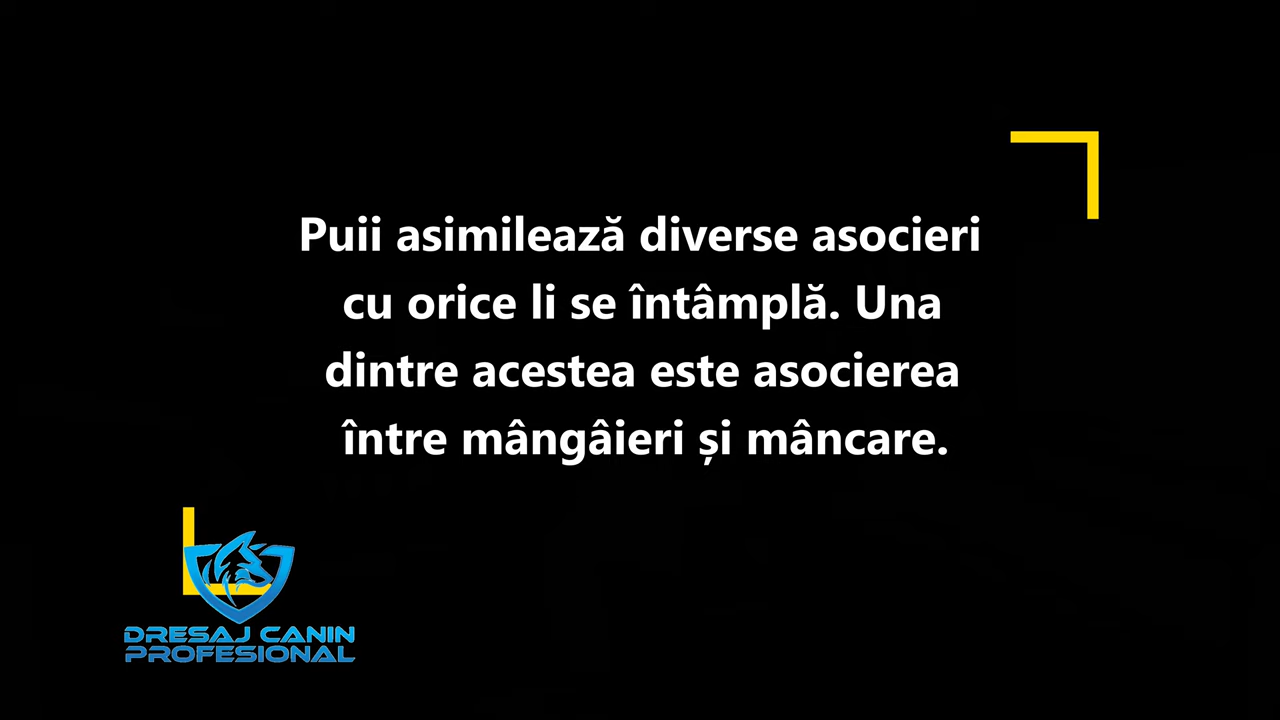 Puii asimilează diverse asocieri
cu orice li se întâmplă. Una
dintre acestea este asocierea
între mângâieri și mâncare.
DRESAJ CANIN
PROFESIONAL